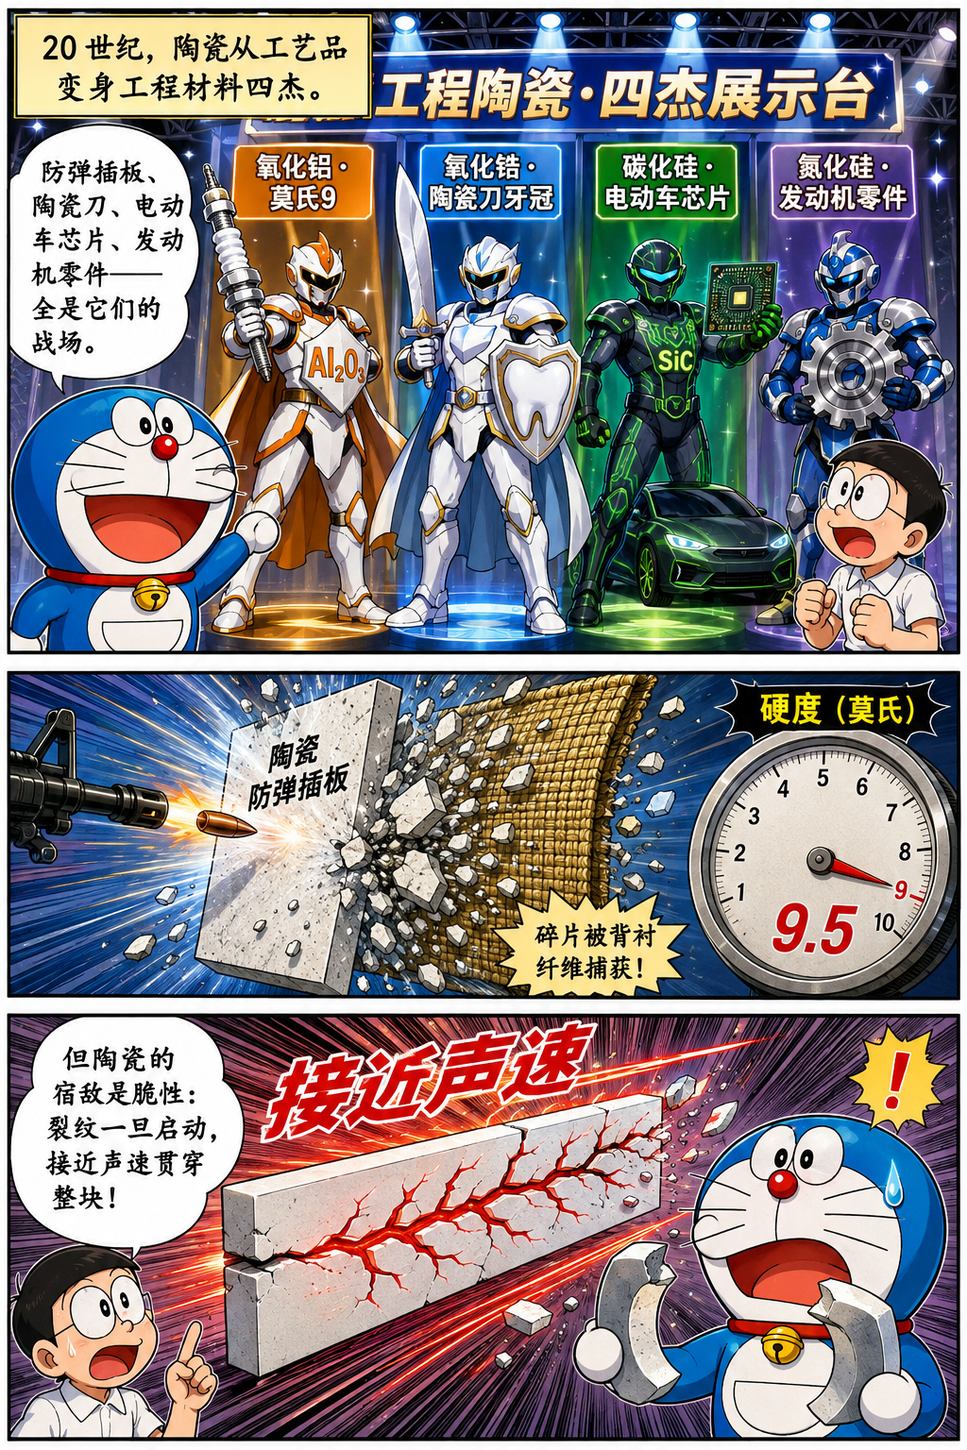 20世纪，陶瓷从工艺品
变身工程材料四杰。
工程陶瓷·四杰展示台
防弹插板、
陶瓷刀、电动
车芯片、发动
机零件——
全是它们的
战场。
氧化铝·
莫氏9
氧化锆·
陶瓷刀牙冠
碳化硅·
电动车芯片
氮化硅·
发动机零件
Al₂O₃
SiC
陶瓷
防弹插板
碎片被背衬
纤维捕获！
硬度（莫氏）
1
2
3
4
5
6
7
8
9
10
9.5
但陶瓷的
宿敌是脆性：
裂纹一旦启动，
接近声速贯穿
整块！
接近声速
！